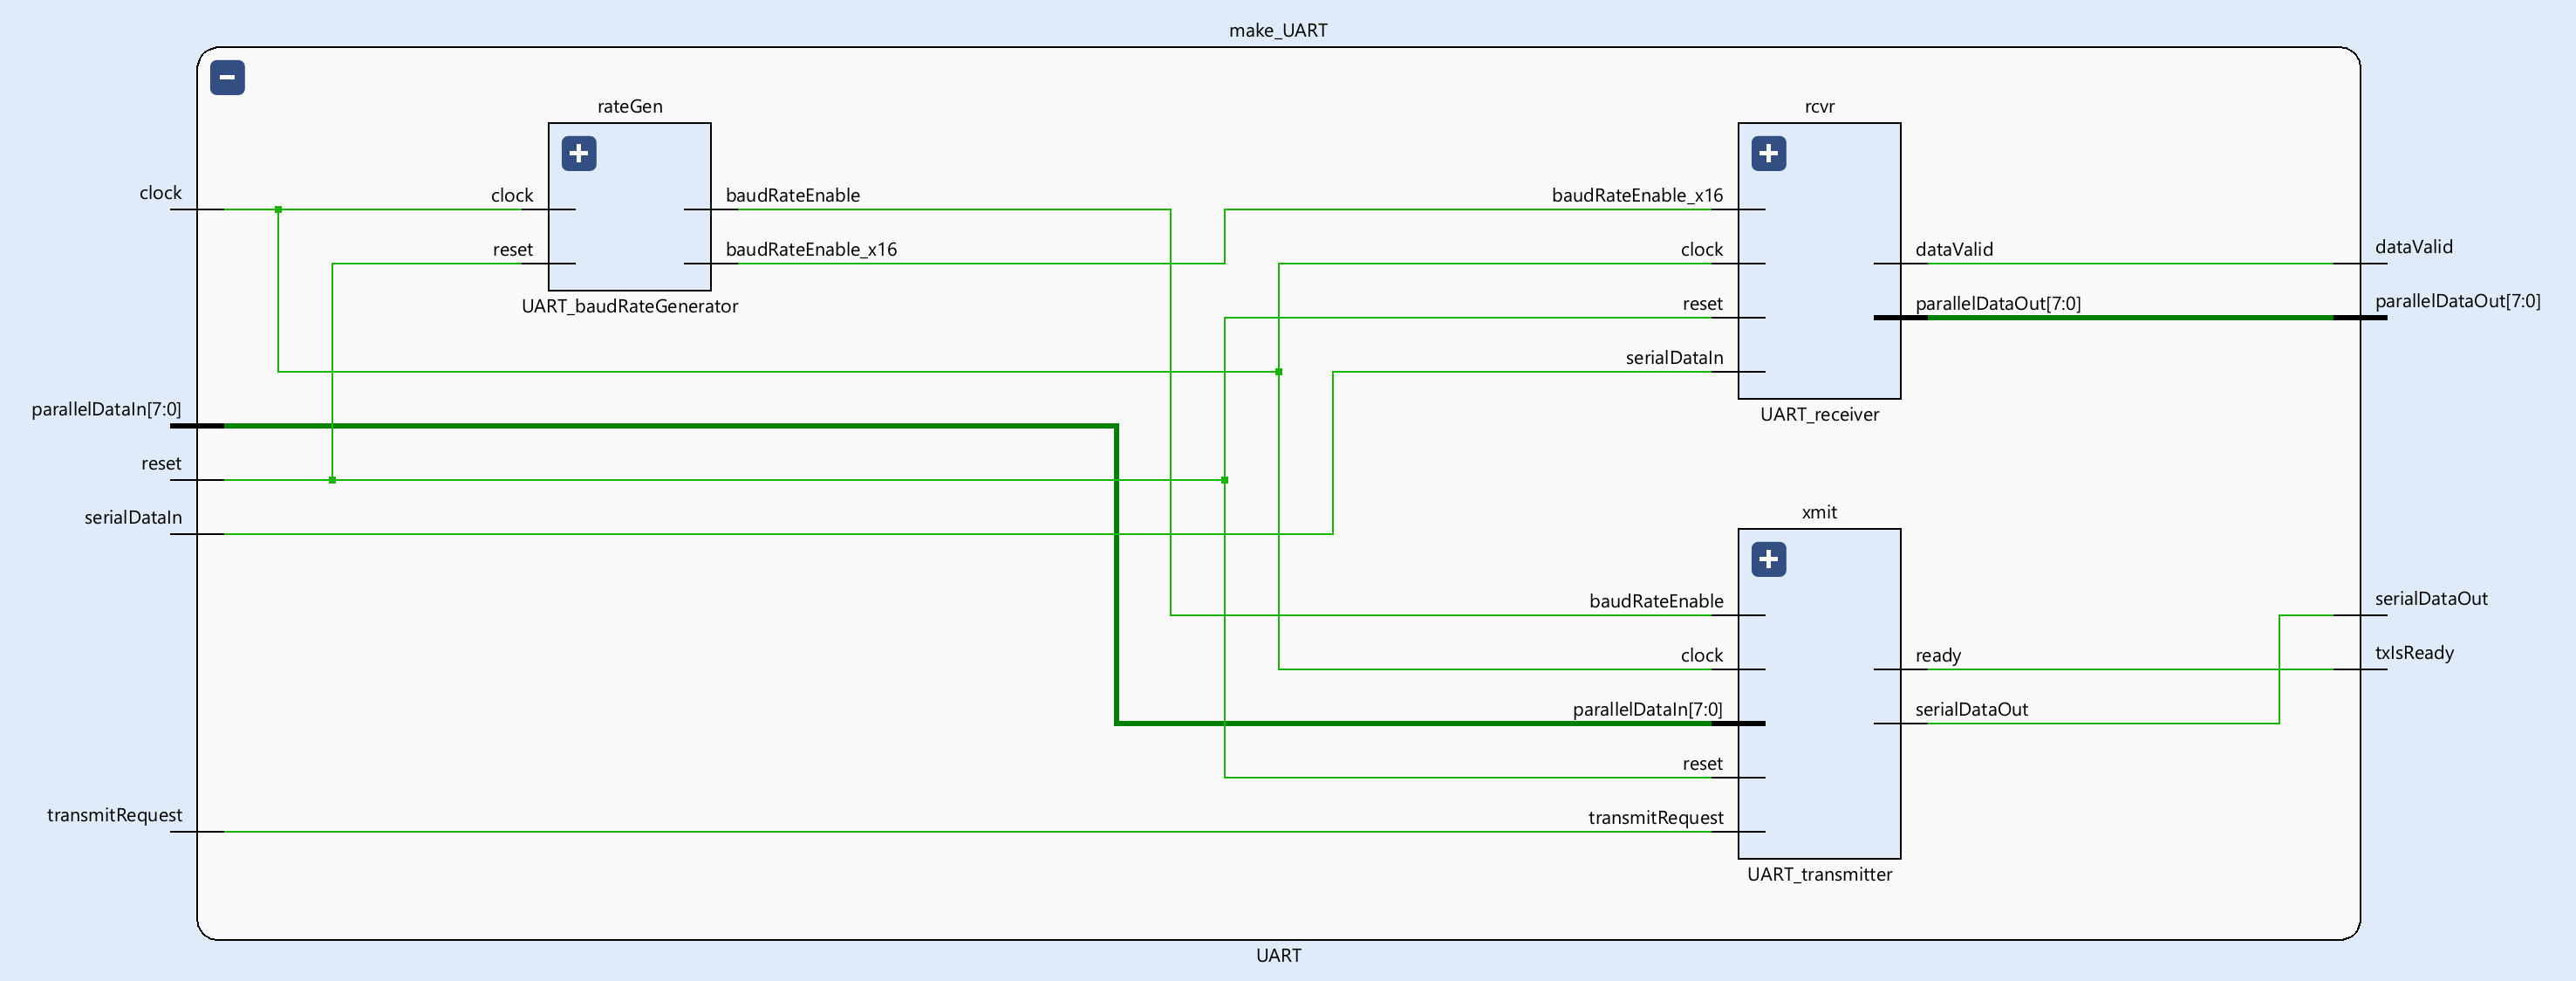 make_UART
rateGen
rcvr
clock
clock
baudRateEnable
baudRateEnable_x16
reset
baudRateEnable_x16
clock
dataValid
dataValid
reset
parallelDataOut[7:0]
parallelDataOut[7:0]
UART_baudRateGenerator
serialDataIn
parallelDataIn[7:0]
UART_receiver
reset
serialDataIn
xmit
baudRateEnable
serialDataOut
clock
ready
txIsReady
parallelDataIn[7:0]
serialDataOut
reset
transmitRequest
transmitRequest
UART_transmitter
UART